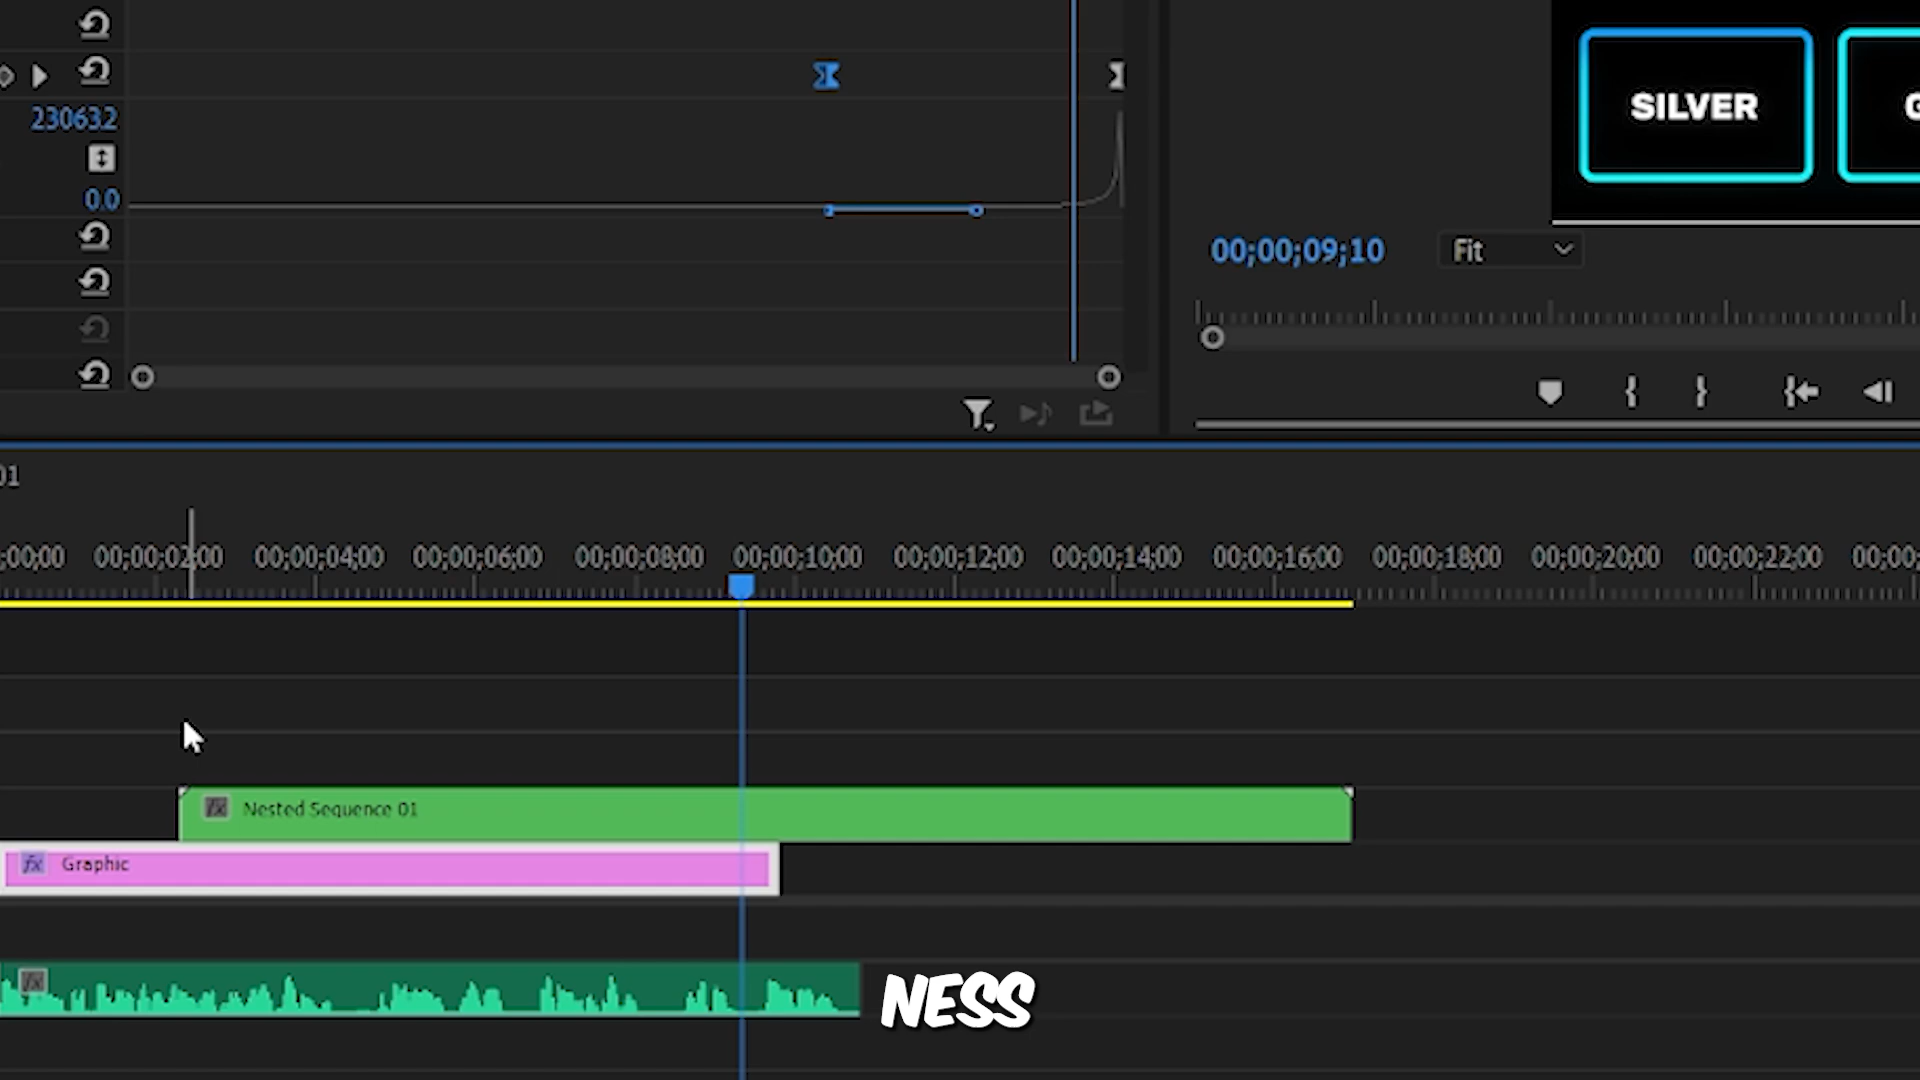 SILVER
G
230632
0.0
00;00;09;10
Fit
01
;00;00
00;00;02;00
00;00;04;00
00;00;06;00
00;00;08;00
00;00;10;00
00;00;12;00
00;00;14;00
00;00;16;00
00;00;18;00
00;00;20;00
00;00;22;00
00;00;
fx Nested Sequence 01
fx Graphic
fx
NESS